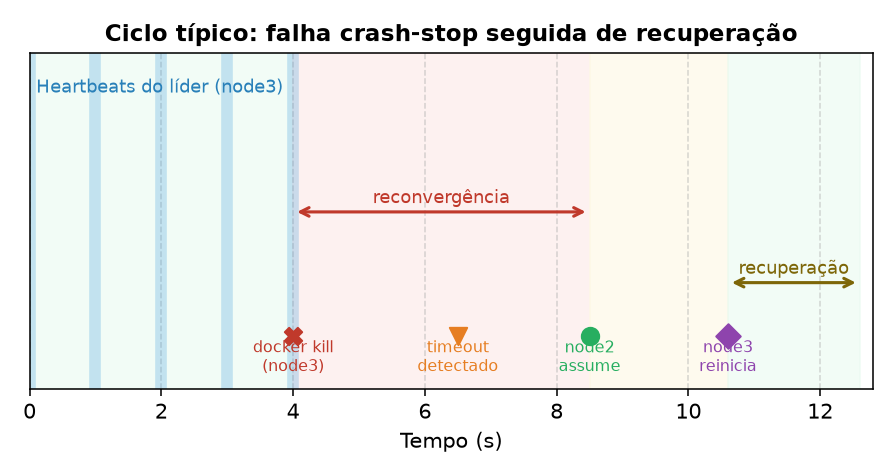 Ciclo típico: falha crash-stop seguida de recuperação
Heartbeats do líder (node3)
reconvergência
recuperação
docker kill
(node3)
timeout
detectado
node2
assume
node3
reinicia
0 2 4 6 8 10 12
Tempo (s)